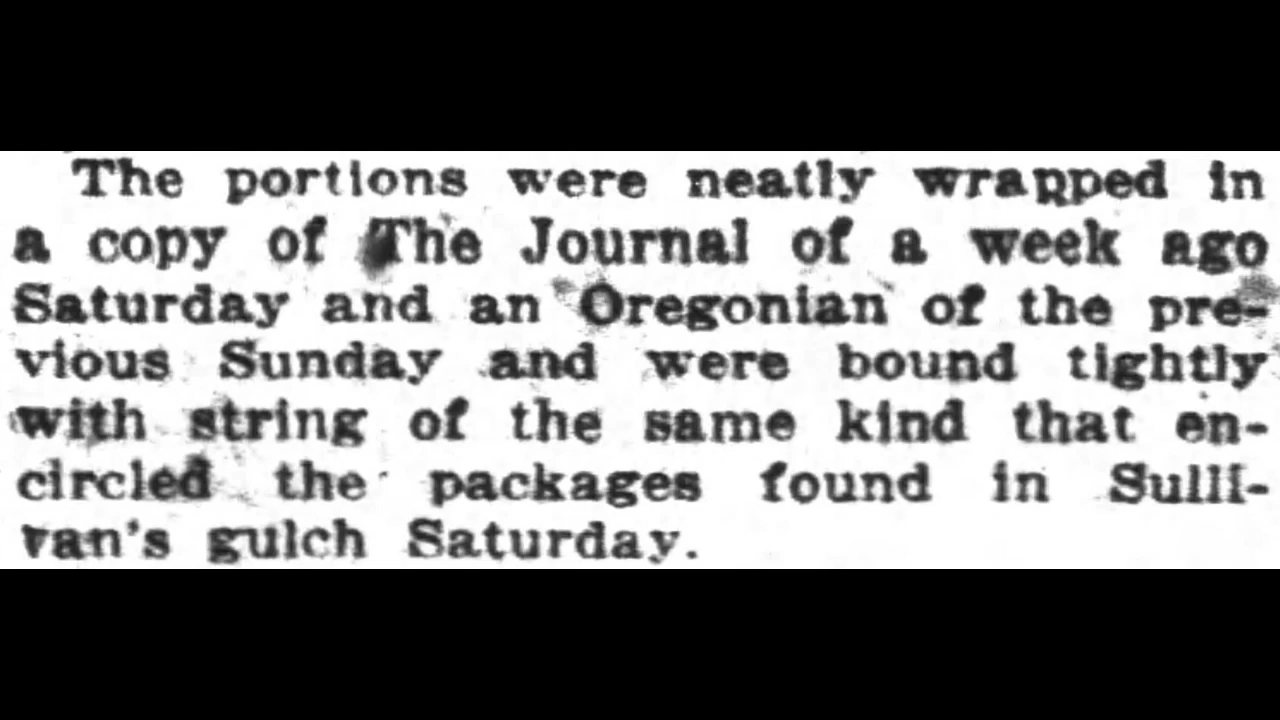 The portions were neatly wrapped in
a copy of The Journal of a week ago
Saturday and an Oregonian of the pre-
vious Sunday and were bound tightly
with string of the same kind that en-
circled the packages found in Sulli-
van's gulch Saturday.